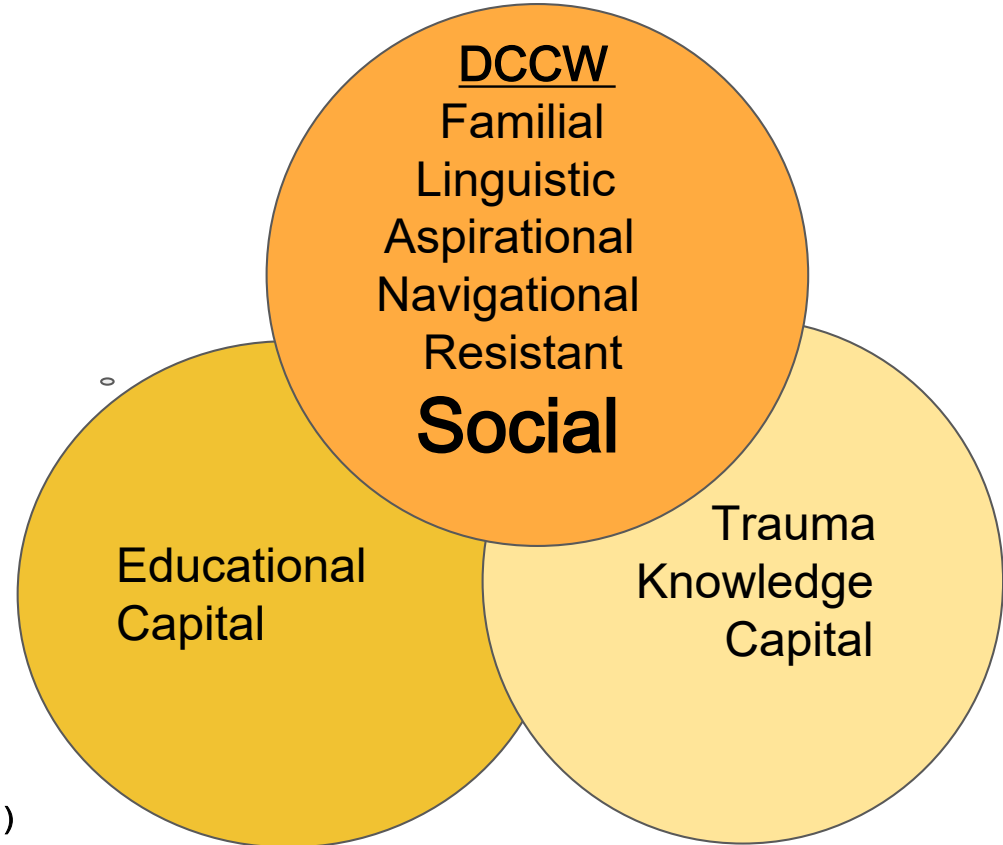 DCCW
Familial
Linguistic
Aspirational
Navigational
Resistant
Social
Educational
Capital
Trauma
Knowledge
Capital
)